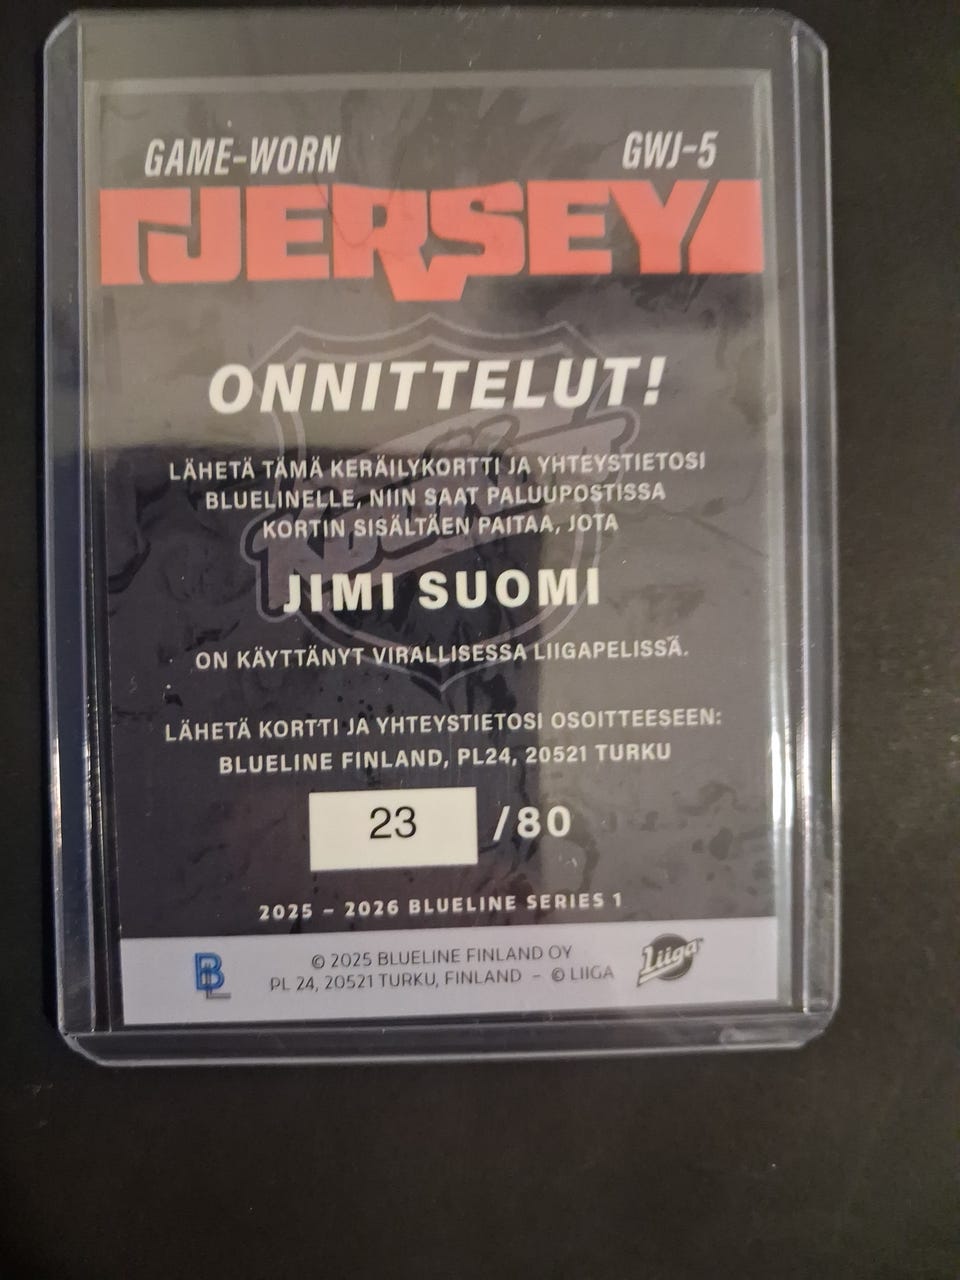 GAME-WORN
GWJ-5
JERSEY
ONNITTELUT!
LÄHETÄ TÄMÄ KERÄILYKORTTI JA YHTEYSTIETOSI
BLUELINELLE, NIIN SAAT PALUUPOSTISSA
KORTIN SISÄLTÄEN PAITAA, JOTA
JIMI SUOMI
ON KÄYTTÄNYT VIRALLISESSA LIIGAPELISSÄ.
LÄHETÄ KORTTI JA YHTEYSTIETOSI OSOITTEESEEN:
BLUELINE FINLAND, PL24, 20521 TURKU
23 /80
2025 - 2026 BLUELINE SERIES 1
BL
© 2025 BLUELINE FINLAND OY
PL 24, 20521 TURKU, FINLAND - © LIIGA
Liiga